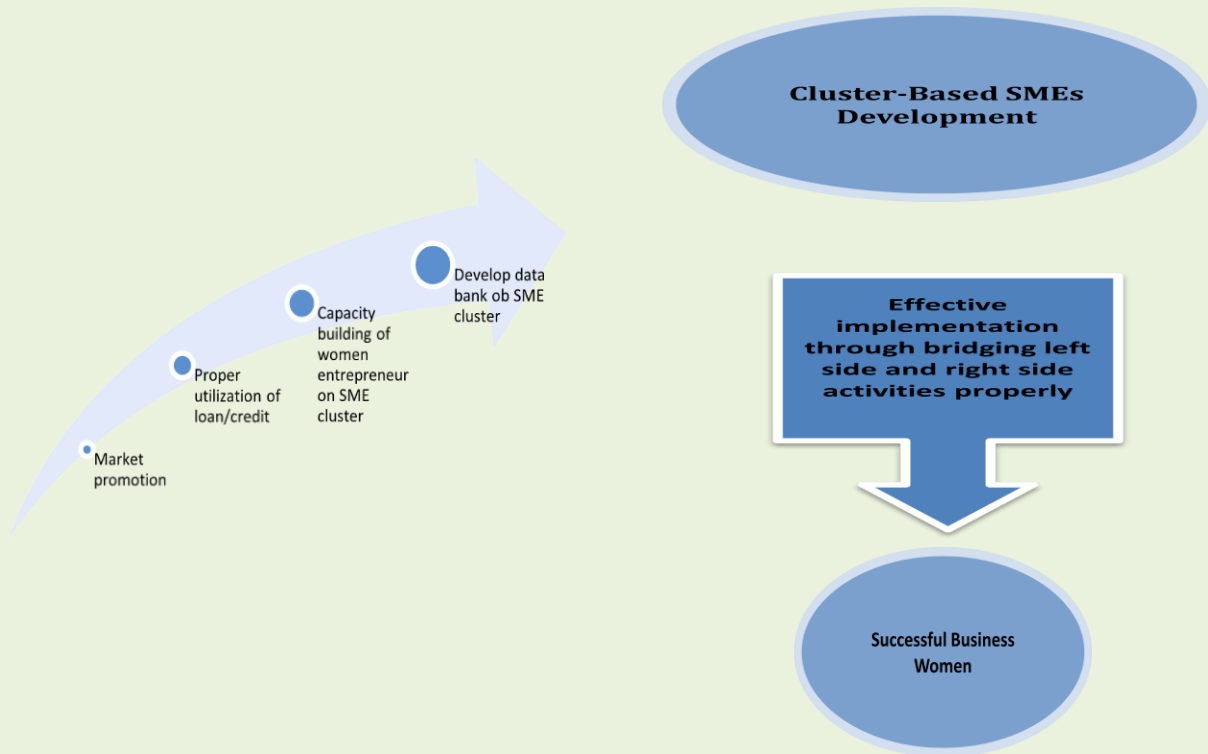 Cluster-Based SMEs
Development
Develop data
bank ob SME
cluster
Capacity
building of
women
entrepreneur
on SME
cluster
Proper
utilization of
loan/credit
Market
promotion
Effective
implementation
through bridging left
side and right side
activities properly
Successful Business
Women